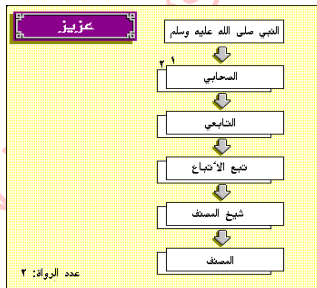 عزيز
النبي صلى الله عليه وسلم
١ ٢
الصحابي
التابعي
تبع الأتباع
شيخ المصنف
المصنف
عدد الرواة: ٢